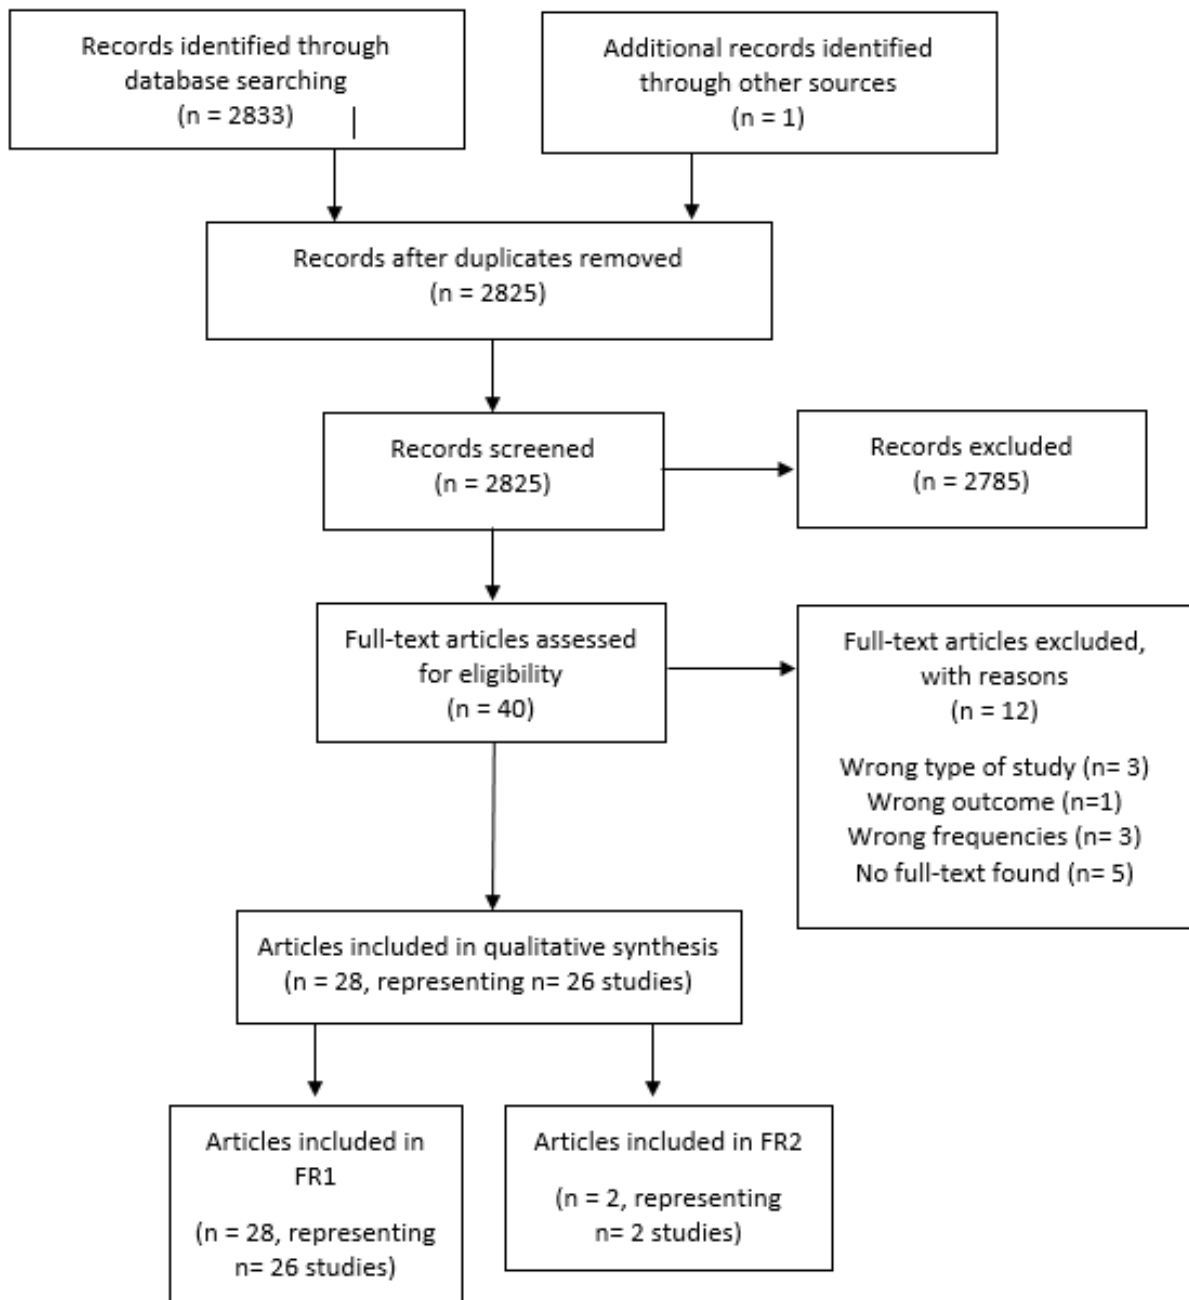 Records identified through
database searching
(n = 2833)
Additional records identified
through other sources
(n = 1)
Records after duplicates removed
(n = 2825)
Records screened
(n = 2825)
Records excluded
(n = 2785)
Full-text articles assessed
for eligibility
(n = 40)
Full-text articles excluded,
with reasons
(n = 12)
Wrong type of study (n= 3)
Wrong outcome (n=1)
Wrong frequencies (n= 3)
No full-text found (n= 5)
Articles included in qualitative synthesis
(n = 28, representing n= 26 studies)
Articles included in
FR1
(n = 28, representing
n= 26 studies)
Articles included in FR2
(n = 2, representing
n= 2 studies)